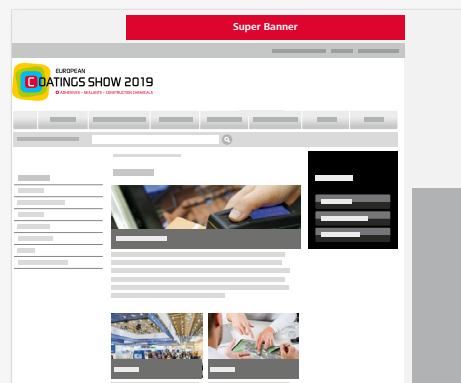 Super Banner
EUROPEAN
COATINGS SHOW 2019
ADHESIVES - SEALANTS - CONSTRUCTION CHEMICALS